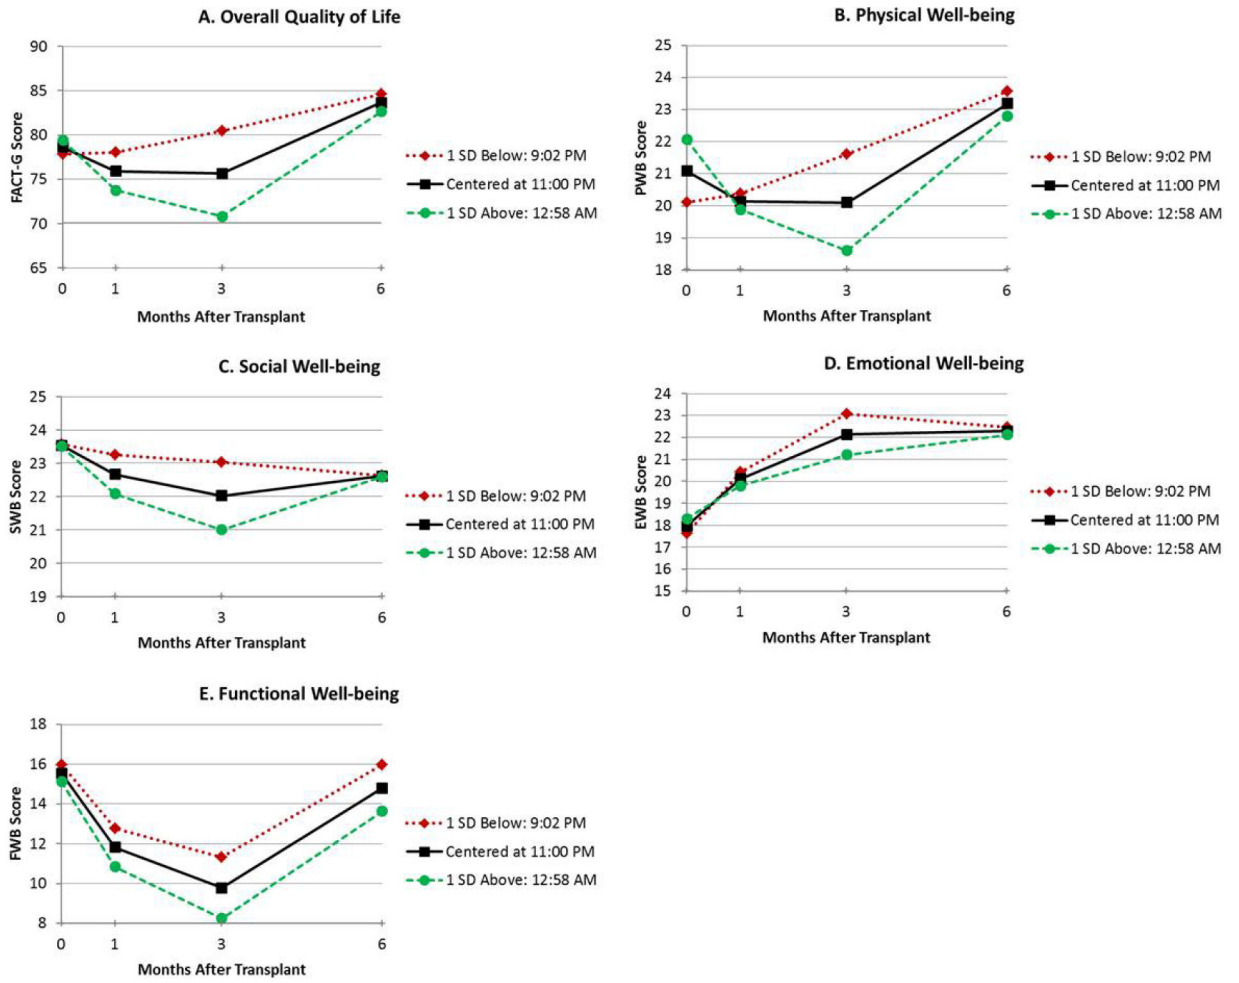 A. Overall Quality of Life
FACT-G Score
90
85
80
75
70
65
0 1 3 6
Months After Transplant
1 SD Below: 9:02 PM
Centered at 11:00 PM
1 SD Above: 12:58 AM
B. Physical Well-being
PWB Score
25
24
23
22
21
20
19
18
0 1 3 6
Months After Transplant
1 SD Below: 9:02 PM
Centered at 11:00 PM
1 SD Above: 12:58 AM
C. Social Well-being
SWB Score
25
24
23
22
21
20
19
0 1 3 6
Months After Transplant
1 SD Below: 9:02 PM
Centered at 11:00 PM
1 SD Above: 12:58 AM
D. Emotional Well-being
EWB Score
24
23
22
21
20
19
18
17
16
15
0 1 3 6
Months After Transplant
1 SD Below: 9:02 PM
Centered at 11:00 PM
1 SD Above: 12:58 AM
E. Functional Well-being
FWB Score
18
16
14
12
10
8
0 1 3 6
Months After Transplant
1 SD Below: 9:02 PM
Centered at 11:00 PM
1 SD Above: 12:58 AM